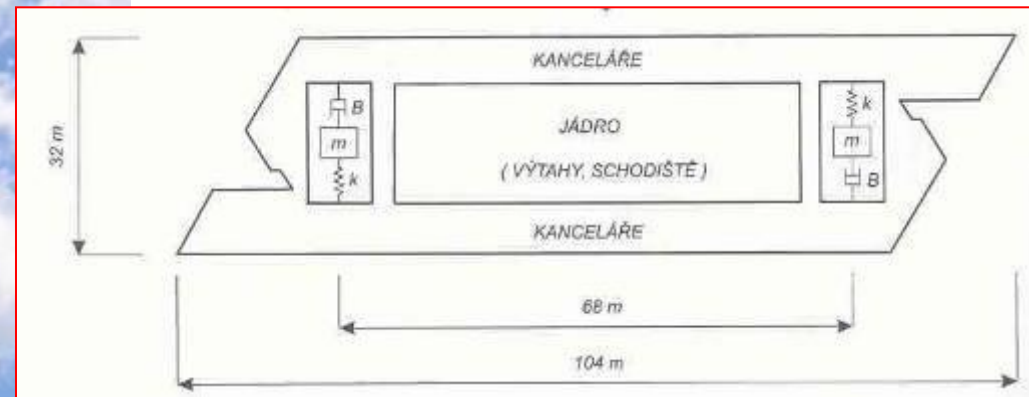 KANCELÁŘE
B
m
k
JÁDRO
( VÝTAHY, SCHODIŠTĚ )
k
m
B
32 m
KANCELÁŘE
68 m
104 m